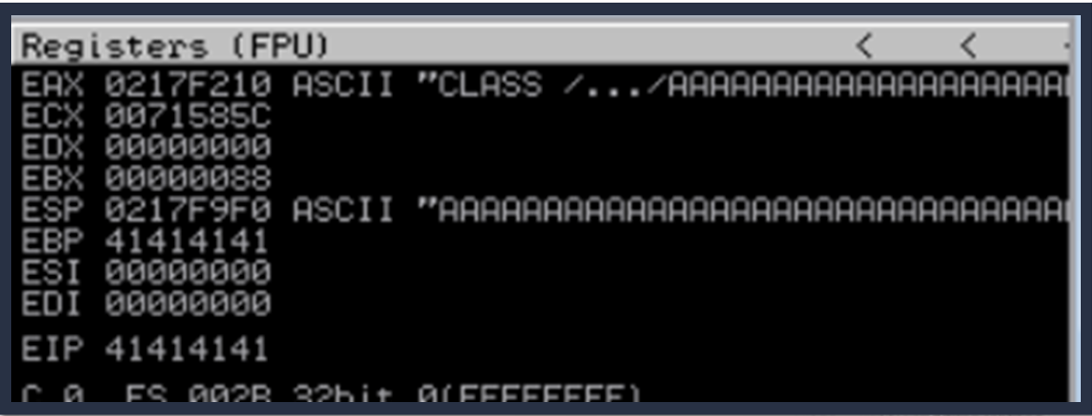 Registers (FPU) < <
EAX 0217F210 ASCII "CLASS /.../AAAAAAAAAAAAAAAAAAA
ECX 0071585C
EDX 00000000
EBX 00000088
ESP 0217F9F0 ASCII "AAAAAAAAAAAAAAAAAAAAAAAAAAAAAA
EBP 41414141
ESI 00000000
EDI 00000000
EIP 41414141
C 0 ES 002B 32bit 0(FFFFFFFF)